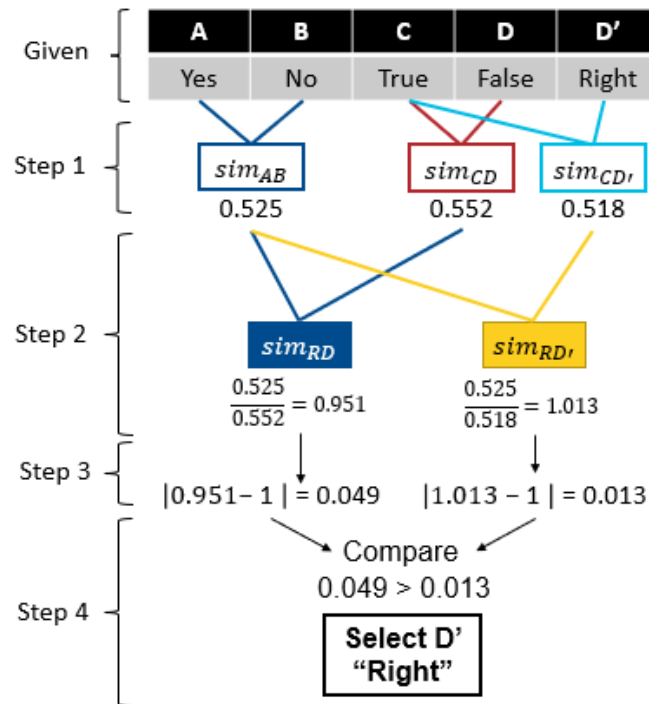 Given
A B C D D’
Yes No True False Right
Step 1
sim_AB sim_CD sim_CD′
0.525 0.552 0.518
Step 2
sim_RD sim_RD′
0.525/0.552 = 0.951 0.525/0.518 = 1.013
Step 3
|0.951– 1 | = 0.049 |1.013 – 1 | = 0.013
Step 4
Compare
0.049 > 0.013
Select D’
“Right”